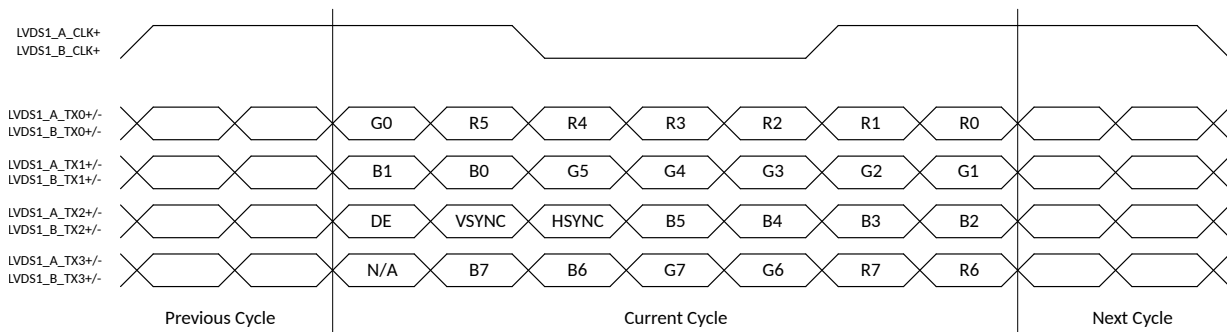 LVDS1_A_CLK+
LVDS1_B_CLK+
LVDS1_A_TX0+/-
LVDS1_B_TX0+/-
G0 R5 R4 R3 R2 R1 R0
LVDS1_A_TX1+/-
LVDS1_B_TX1+/-
B1 B0 G5 G4 G3 G2 G1
LVDS1_A_TX2+/-
LVDS1_B_TX2+/-
DE VSYNC HSYNC B5 B4 B3 B2
LVDS1_A_TX3+/-
LVDS1_B_TX3+/-
N/A B7 B6 G7 G6 R7 R6
Previous Cycle Current Cycle Next Cycle